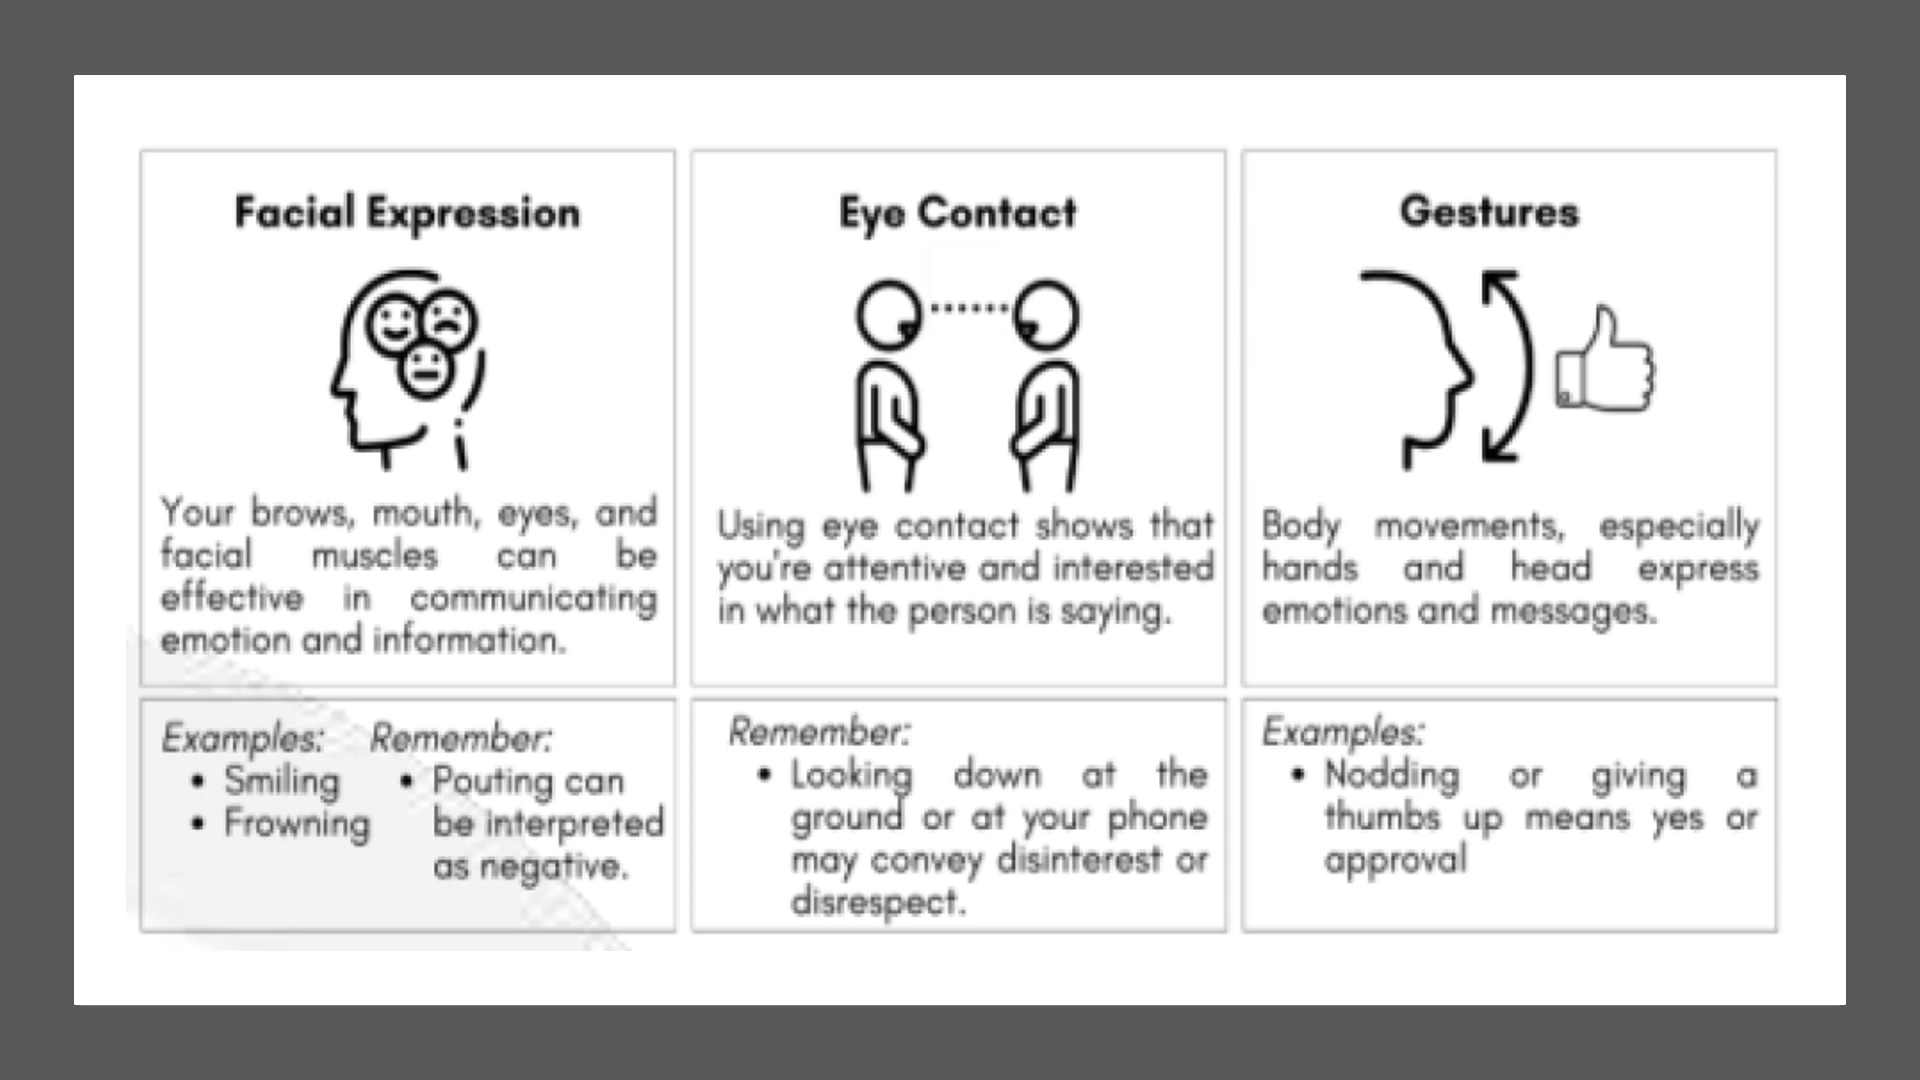 Facial Expression
Your brows, mouth, eyes, and
facial muscles can be
effective in communicating
emotion and information.
Examples:
• Smiling
• Frowning
Remember:
• Pouting can
be interpreted
as negative.
Eye Contact
Using eye contact shows that
you're attentive and interested
in what the person is saying.
Remember:
• Looking down at the
ground or at your phone
may convey disinterest or
disrespect.
Gestures
Body movements, especially
hands and head express
emotions and messages.
Examples:
• Nodding or giving a
thumbs up means yes or
approval